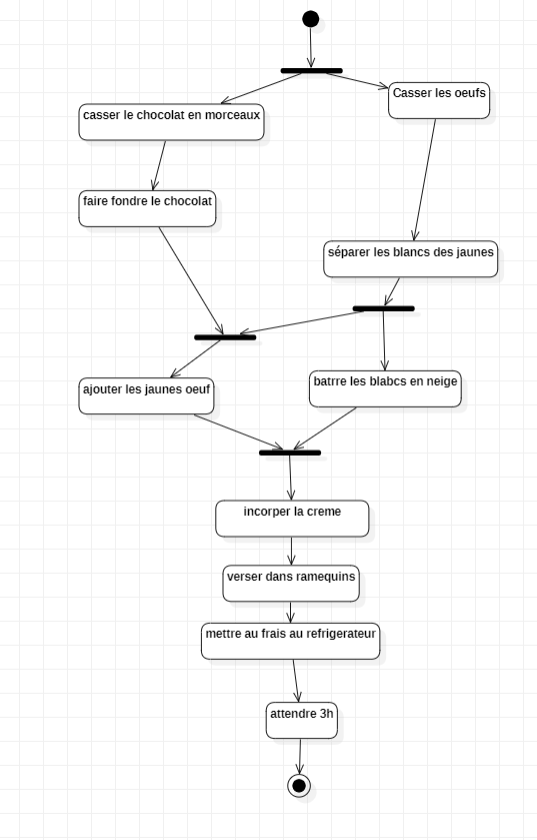 Casser les oeufs
casser le chocolat en morceaux
faire fondre le chocolat
séparer les blancs des jaunes
ajouter les jaunes oeuf
batrre les blabcs en neige
incorper la creme
verser dans ramequins
mettre au frais au refrigerateur
attendre 3h